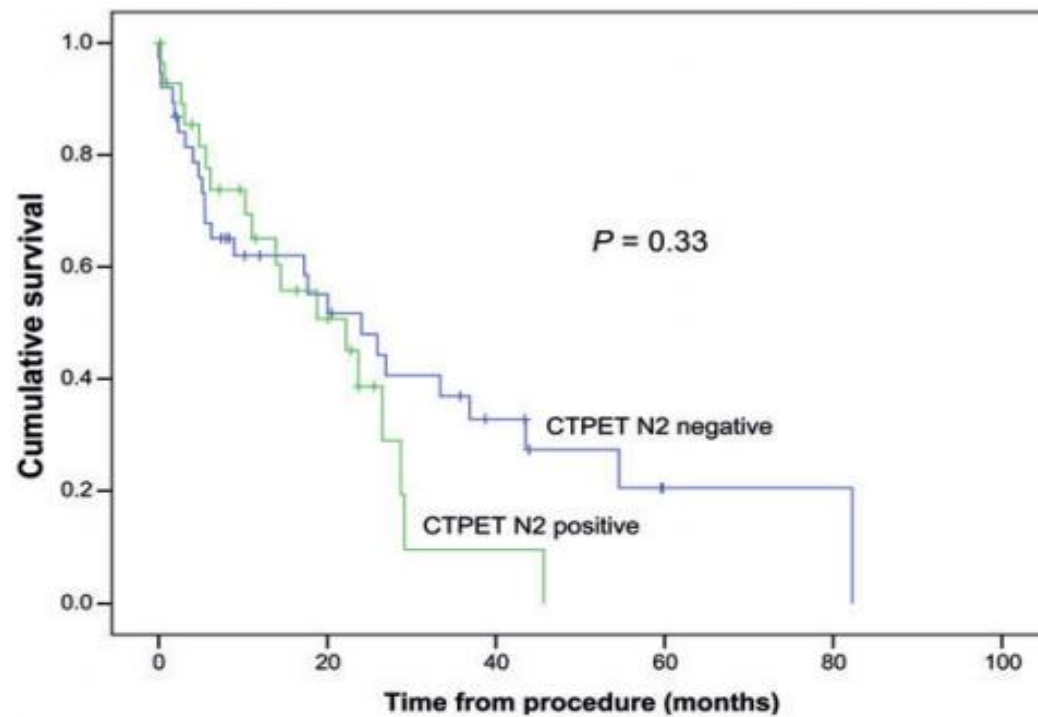 1.0
0.8
0.6
0.4
0.2
0.0
Cumulative survival
P = 0.33
CTPET N2 negative
CTPET N2 positive
0 20 40 60 80 100
Time from procedure (months)